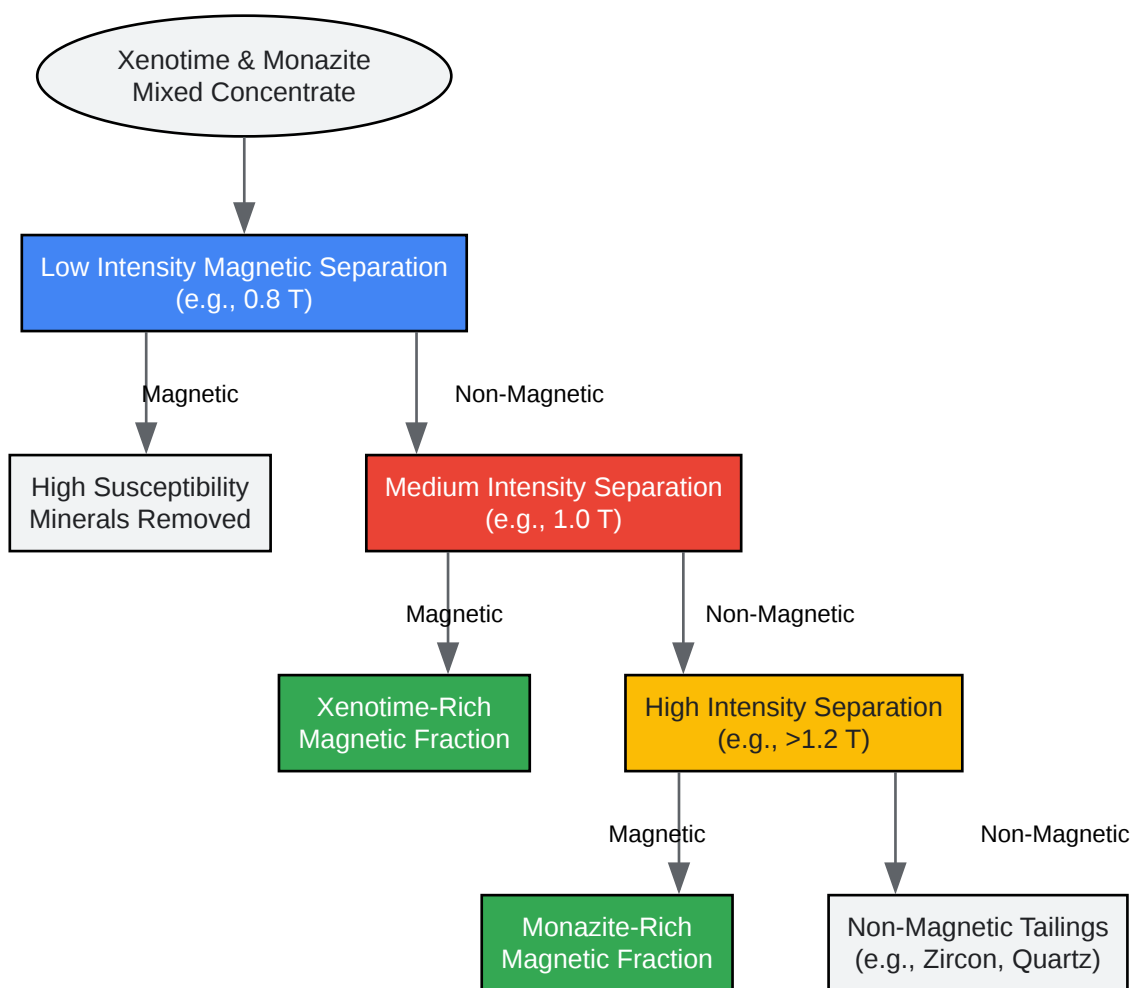 Xenotime & Monazite
Mixed Concentrate
Low Intensity Magnetic Separation
(e.g., 0.8 T)
Magnetic
Non-Magnetic
High Susceptibility
Minerals Removed
Medium Intensity Separation
(e.g., 1.0 T)
Magnetic
Non-Magnetic
Xenotime-Rich
Magnetic Fraction
High Intensity Separation
(e.g., >1.2 T)
Magnetic
Non-Magnetic
Monazite-Rich
Magnetic Fraction
Non-Magnetic Tailings
(e.g., Zircon, Quartz)